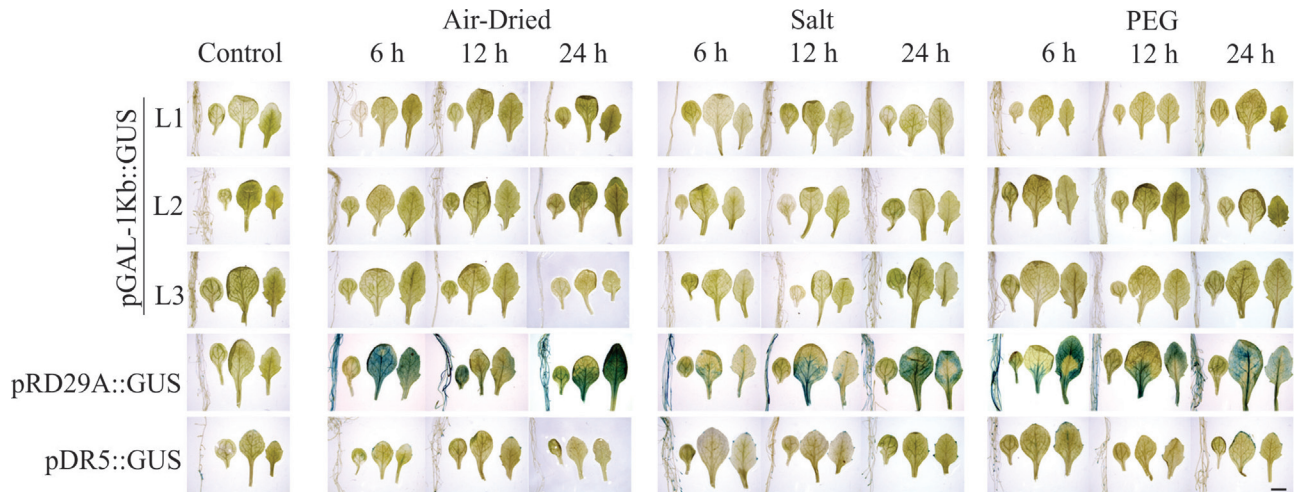 Air-Dried Salt PEG
Control 6 h 12 h 24 h 6 h 12 h 24 h 6 h 12 h 24 h
pGAL-1Kb::GUS
L1
L2
L3
pRD29A::GUS
pDR5::GUS